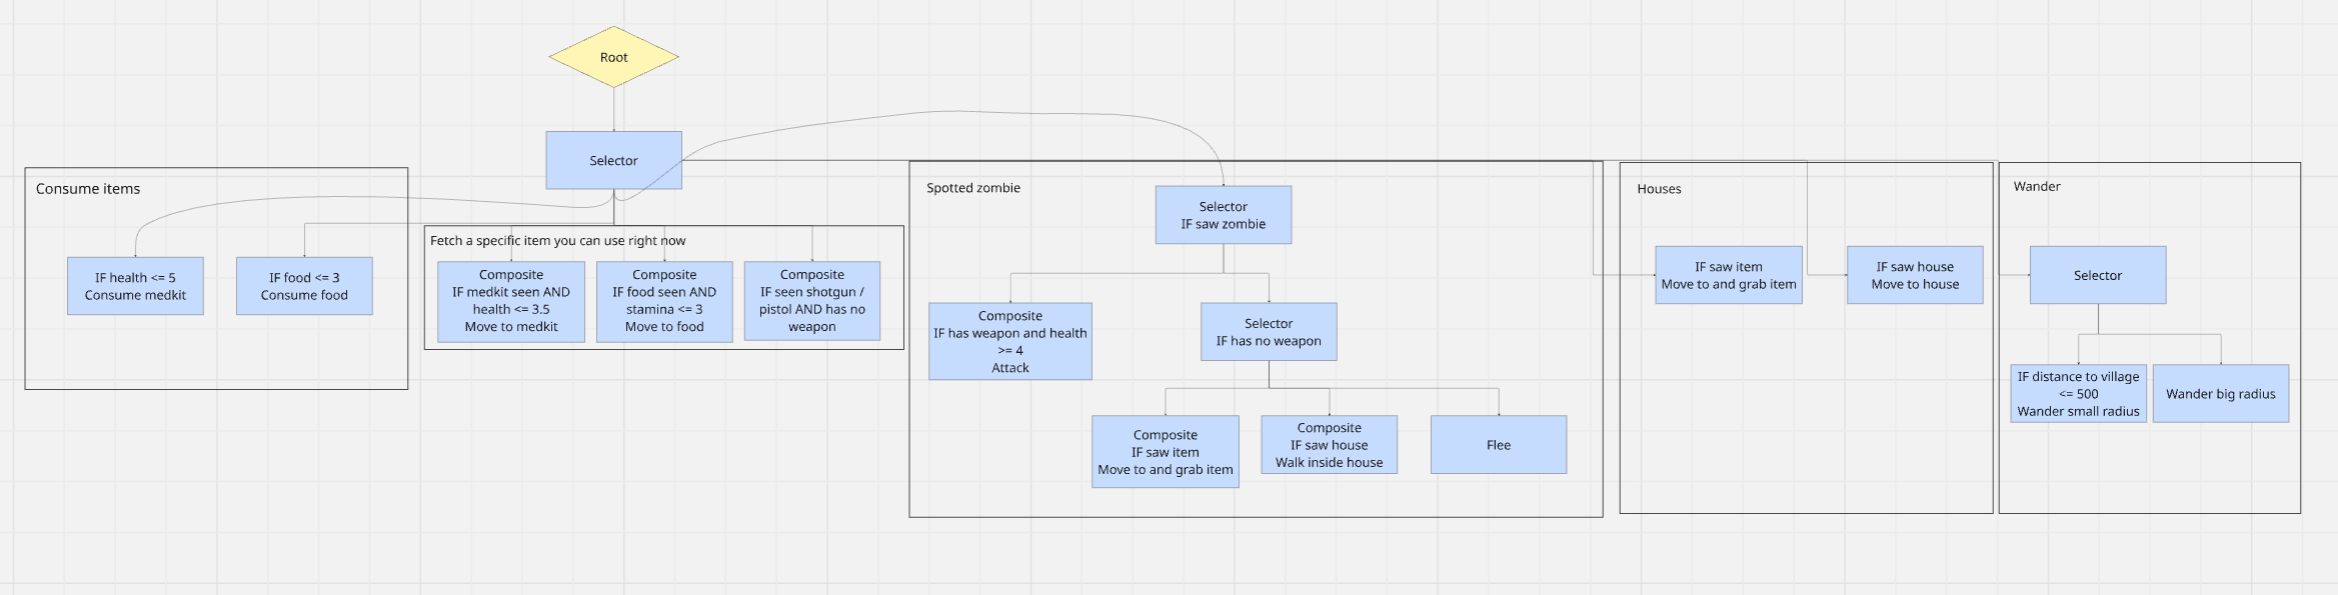 Root
Selector
Consume items
IF health <= 5
Consume medkit
IF food <= 3
Consume food
Fetch a specific item you can use right now
Composite
IF medkit seen AND
health <= 3.5
Move to medkit
Composite
IF food seen AND
stamina <= 3
Move to food
Composite
IF seen shotgun /
pistol AND has no
weapon
Spotted zombie
Selector
IF saw zombie
Composite
IF has weapon and health
>= 4
Attack
Selector
IF has no weapon
Composite
IF saw item
Move to and grab item
Composite
IF saw house
Walk inside house
Flee
Houses
IF saw item
Move to and grab item
IF saw house
Move to house
Wander
Selector
IF distance to village
<= 500
Wander small radius
Wander big radius